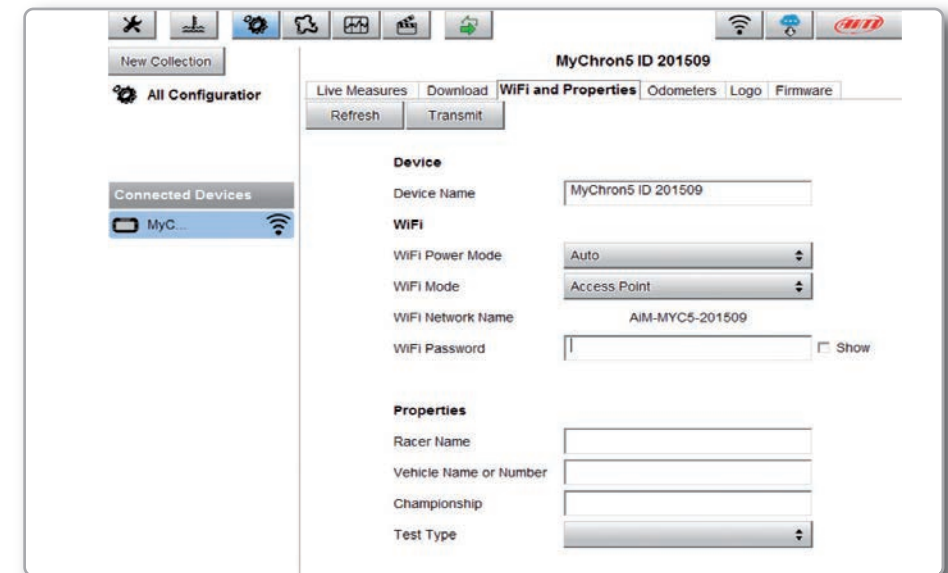 AiM
New Collection
MyChron5 ID 201509
All Configuratior
Live Measures Download WiFi and Properties Odometers Logo Firmware
Refresh Transmit
Device
Connected Devices
Device Name MyChron5 ID 201509
MyC...
WiFi
WiFi Power Mode Auto
WiFi Mode Access Point
WiFi Network Name AiM-MYC5-201509
WiFi Password Show
Properties
Racer Name
Vehicle Name or Number
Championship
Test Type